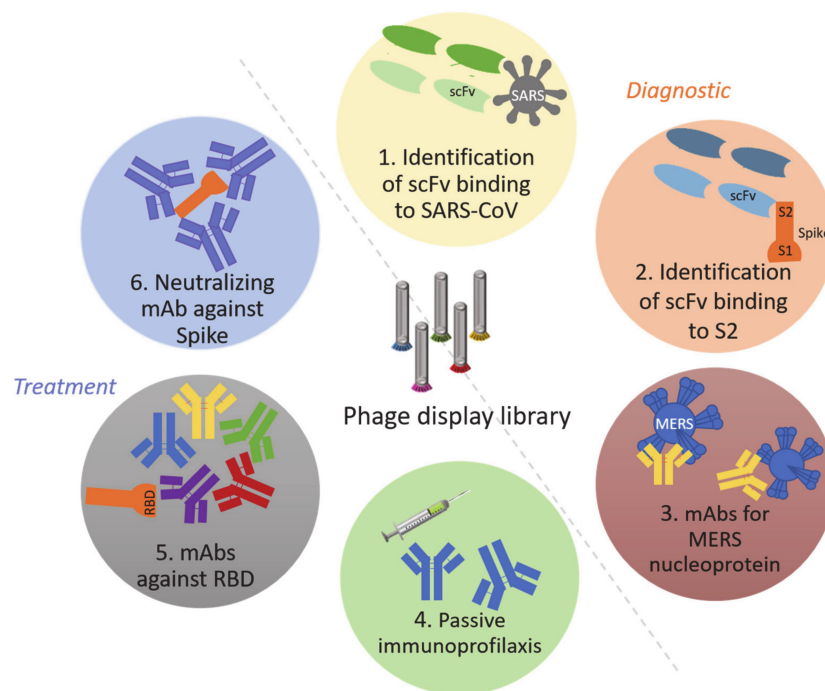 scFv
SARS
1. Identification
of scFv binding
to SARS-CoV
Diagnostic
scFv
S2
Spike
S1
2. Identification
of scFv binding
to S2
MERS
3. mAbs for
MERS
nucleoprotein
4. Passive
immunoprofilaxis
Treatment
RBD
5. mAbs
against RBD
6. Neutralizing
mAb against
Spike
Phage display library